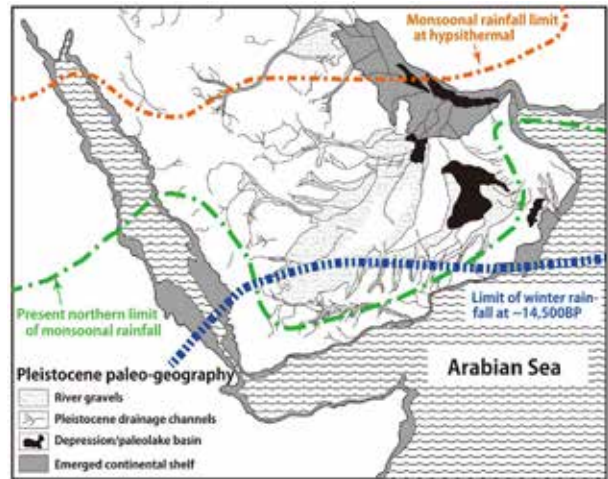 Monsoonal rainfall limit
at hypsithermal
Present northern limit
of monsoonal rainfall
Limit of winter rain-
fall at ~14,500BP
Arabian Sea
Pleistocene paleo-geography
River gravels
Pleistocene drainage channels
Depression/paleolake basin
Emerged continental shelf